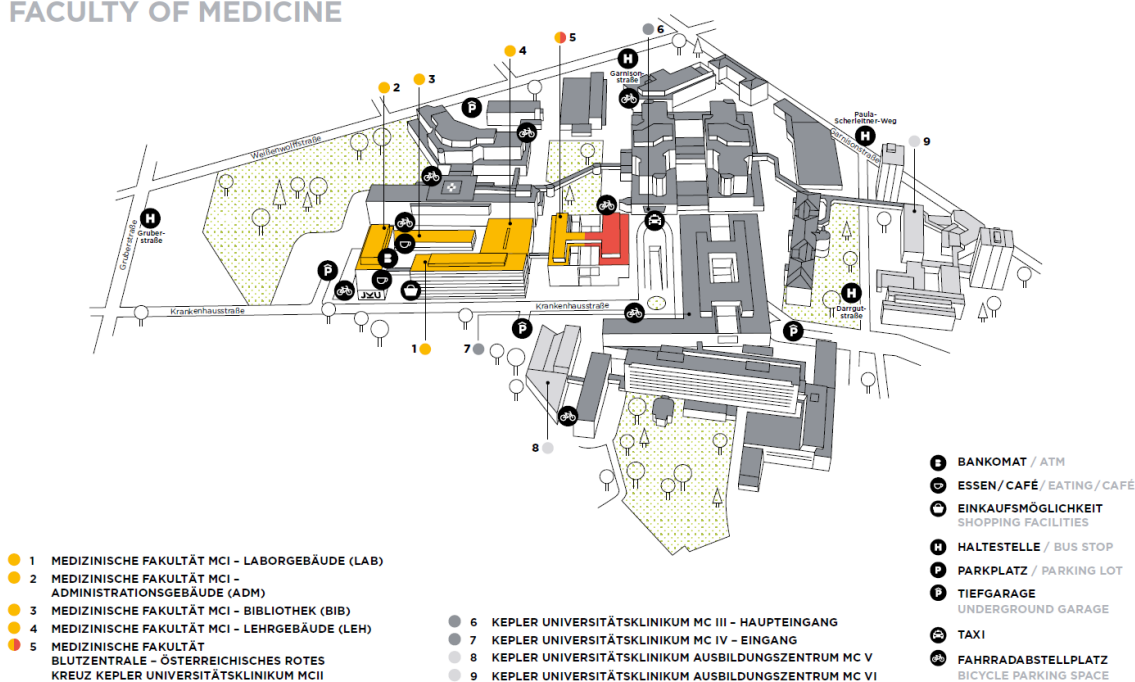 FACULTY OF MEDICINE
6
5
4
3
2
H
Garnison-
straße
Paula-
Scherleitner-Weg
H
Garnisonstraße
9
P
Weißenwolffstraße
H
Gruber-
straße
Gruberstraße
B
P
JKU
Krankenhausstraße
Krankenhausstraße
H
Darrgut-
straße
P
P
1
7
8
B BANKOMAT / ATM
ESSEN/CAFÉ/EATING/CAFÉ
EINKAUFSMÖGLICHKEIT
SHOPPING FACILITIES
H HALTESTELLE / BUS STOP
P PARKPLATZ / PARKING LOT
P TIEFGARAGE
UNDERGROUND GARAGE
TAXI
FAHRRADABSTELLPLATZ
BICYCLE PARKING SPACE
1 MEDIZINISCHE FAKULTÄT MCI – LABORGEBÄUDE (LAB)
2 MEDIZINISCHE FAKULTÄT MCI –
ADMINISTRATIONSGEBÄUDE (ADM)
3 MEDIZINISCHE FAKULTÄT MCI – BIBLIOTHEK (BIB)
4 MEDIZINISCHE FAKULTÄT MCI – LEHRGEBÄUDE (LEH)
5 MEDIZINISCHE FAKULTÄT
BLUTZENTRALE – ÖSTERREICHISCHES ROTES
KREUZ KEPLER UNIVERSITÄTSKLINIKUM MCII
6 KEPLER UNIVERSITÄTSKLINIKUM MC III – HAUPTEINGANG
7 KEPLER UNIVERSITÄTSKLINIKUM MC IV – EINGANG
8 KEPLER UNIVERSITÄTSKLINIKUM AUSBILDUNGSZENTRUM MC V
9 KEPLER UNIVERSITÄTSKLINIKUM AUSBILDUNGSZENTRUM MC VI